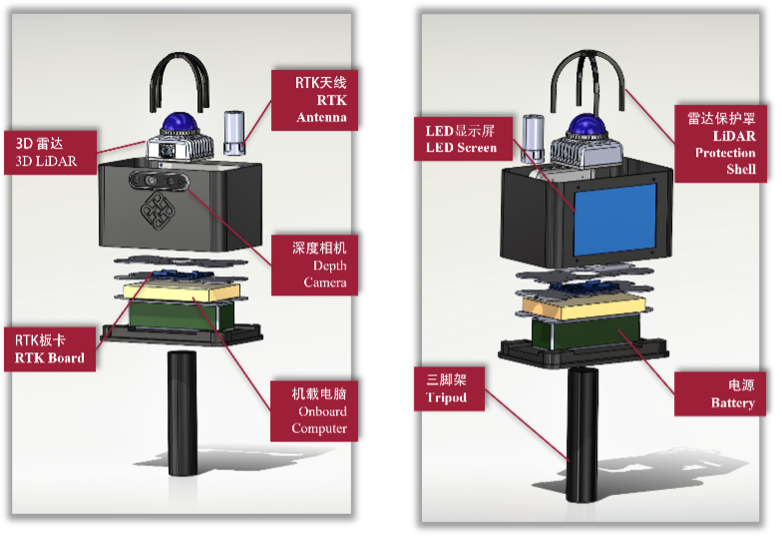 RTK天线
RTK
Antenna
3D 雷达
3D LiDAR
深度相机
Depth
Camera
RTK板卡
RTK Board
机载电脑
Onboard
Computer
LED显示屏
LED Screen
雷达保护罩
LiDAR
Protection
Shell
三脚架
Tripod
电源
Battery